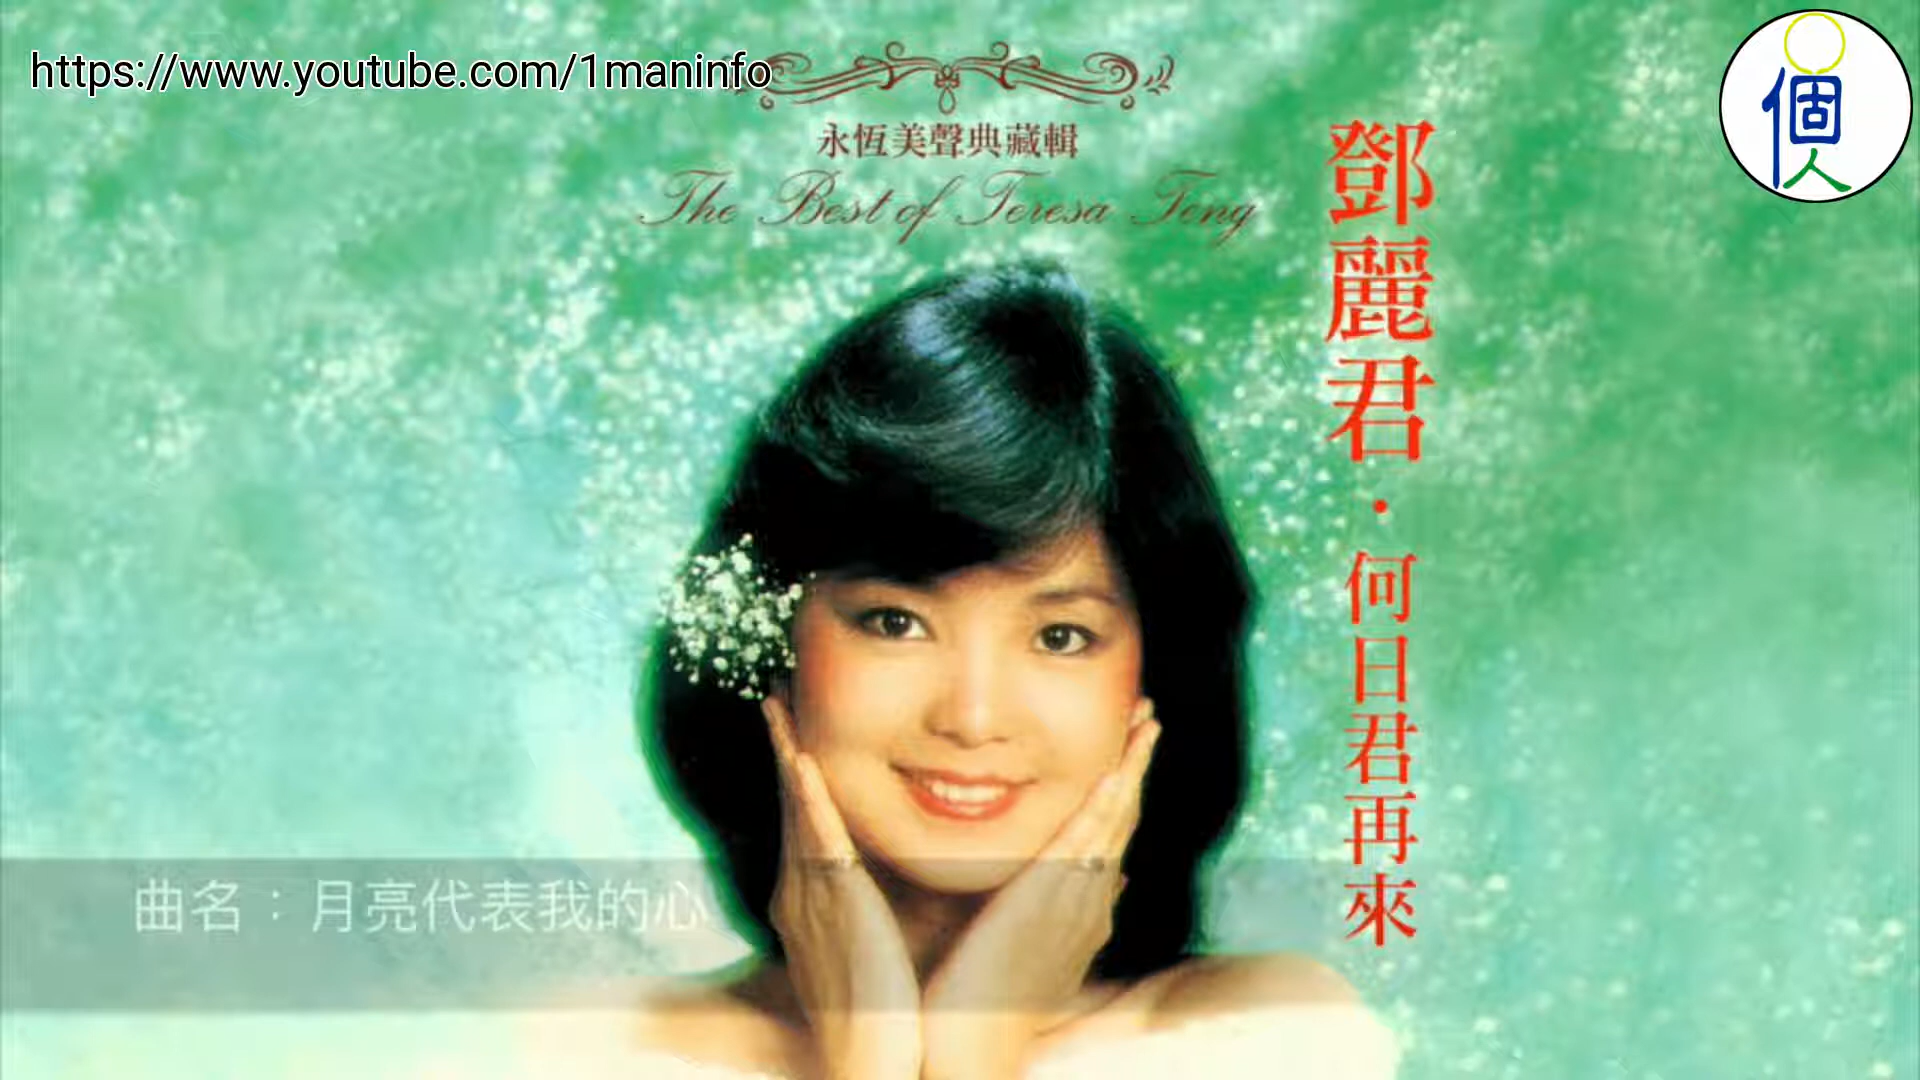 https://www.youtube.com/1maninfo
個
人
永恆美聲典藏輯
The Best of Teresa Teng
鄧麗君・何日君再來
曲名：月亮代表我的心